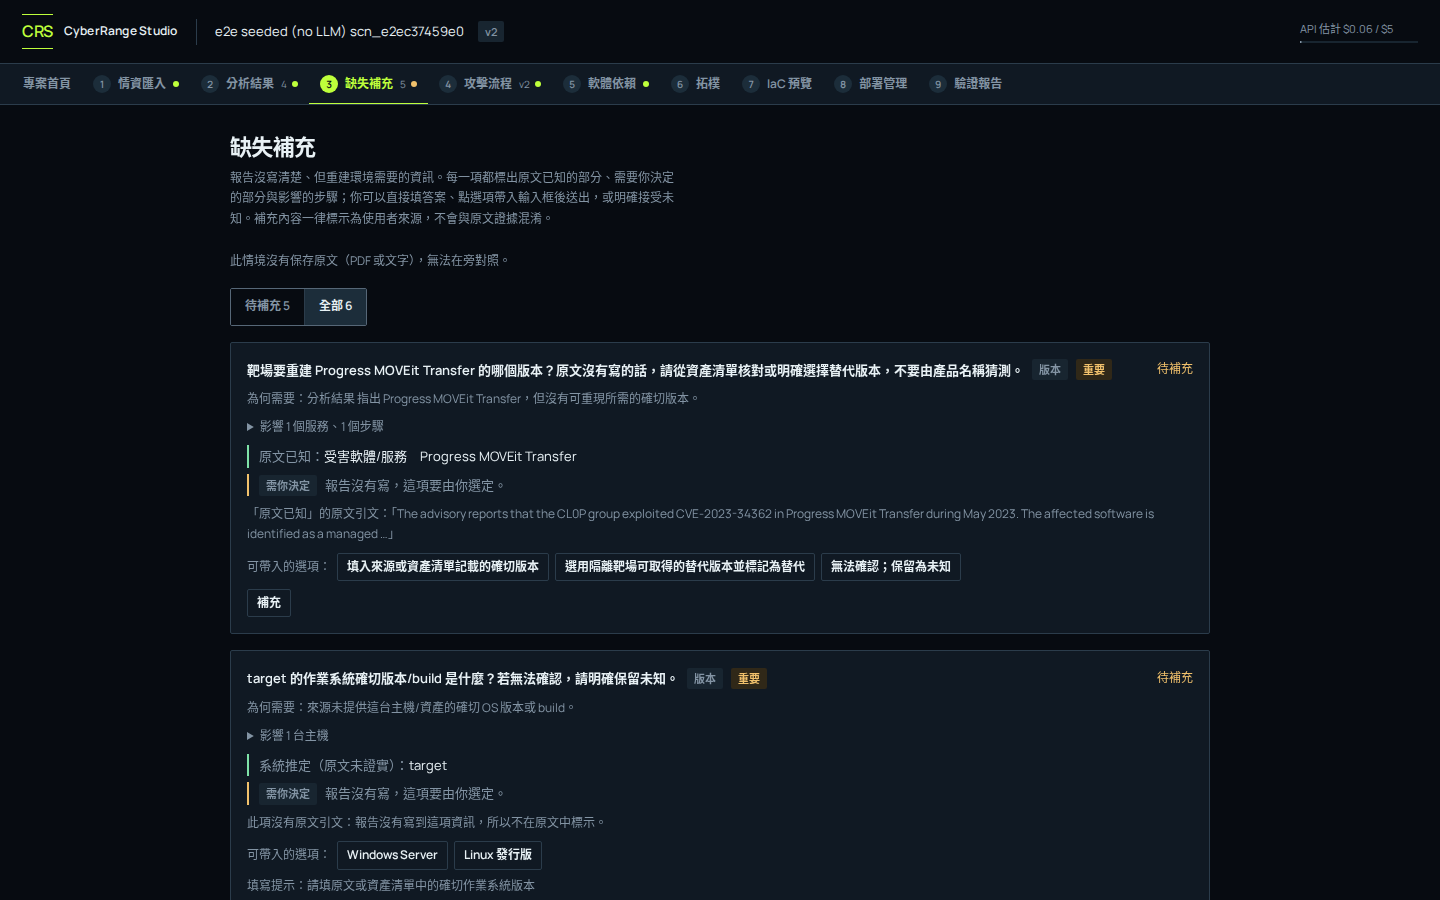 CRS CyberRange Studio e2e seeded (no LLM) scn_e2ec37459e0 v2 API 估計 $0.06 / $5
專案首頁 1 情資匯入 2 分析結果 4 3 缺失補充 5 4 攻擊流程 v2 5 軟體依賴 6 拓樸 7 IaC 預覽 8 部署管理 9 驗證報告
缺失補充
報告沒寫清楚、但重建環境需要的資訊。每一項都標出原文已知的部分、需要你決定
的部分與影響的步驟；你可以直接填答案、點選項帶入輸入框後送出，或明確接受未
知。補充內容一律標示為使用者來源，不會與原文證據混淆。
此情境沒有保存原文（PDF 或文字），無法在旁對照。
待補充 5 全部 6
靶場要重建 Progress MOVEit Transfer 的哪個版本？原文沒有寫的話，請從資產清單核對或明確選擇替代版本，不要由產品名稱猜測。 版本 重要 待補充
為何需要：分析結果 指出 Progress MOVEit Transfer，但沒有可重現所需的確切版本。
▶ 影響 1 個服務、1 個步驟
原文已知：受害軟體/服務　Progress MOVEit Transfer
需你決定 報告沒有寫，這項要由你選定。
「原文已知」的原文引文：「The advisory reports that the CL0P group exploited CVE-2023-34362 in Progress MOVEit Transfer during May 2023. The affected software is
identified as a managed …」
可帶入的選項： 填入來源或資產清單記載的確切版本 選用隔離靶場可取得的替代版本並標記為替代 無法確認；保留為未知
補充
target 的作業系統確切版本/build 是什麼？若無法確認，請明確保留未知。 版本 重要 待補充
為何需要：來源未提供這台主機/資產的確切 OS 版本或 build。
▶ 影響 1 台主機
系統推定（原文未證實）：target
需你決定 報告沒有寫，這項要由你選定。
此項沒有原文引文：報告沒有寫到這項資訊，所以不在原文中標示。
可帶入的選項： Windows Server Linux 發行版
填寫提示：請填原文或資產清單中的確切作業系統版本